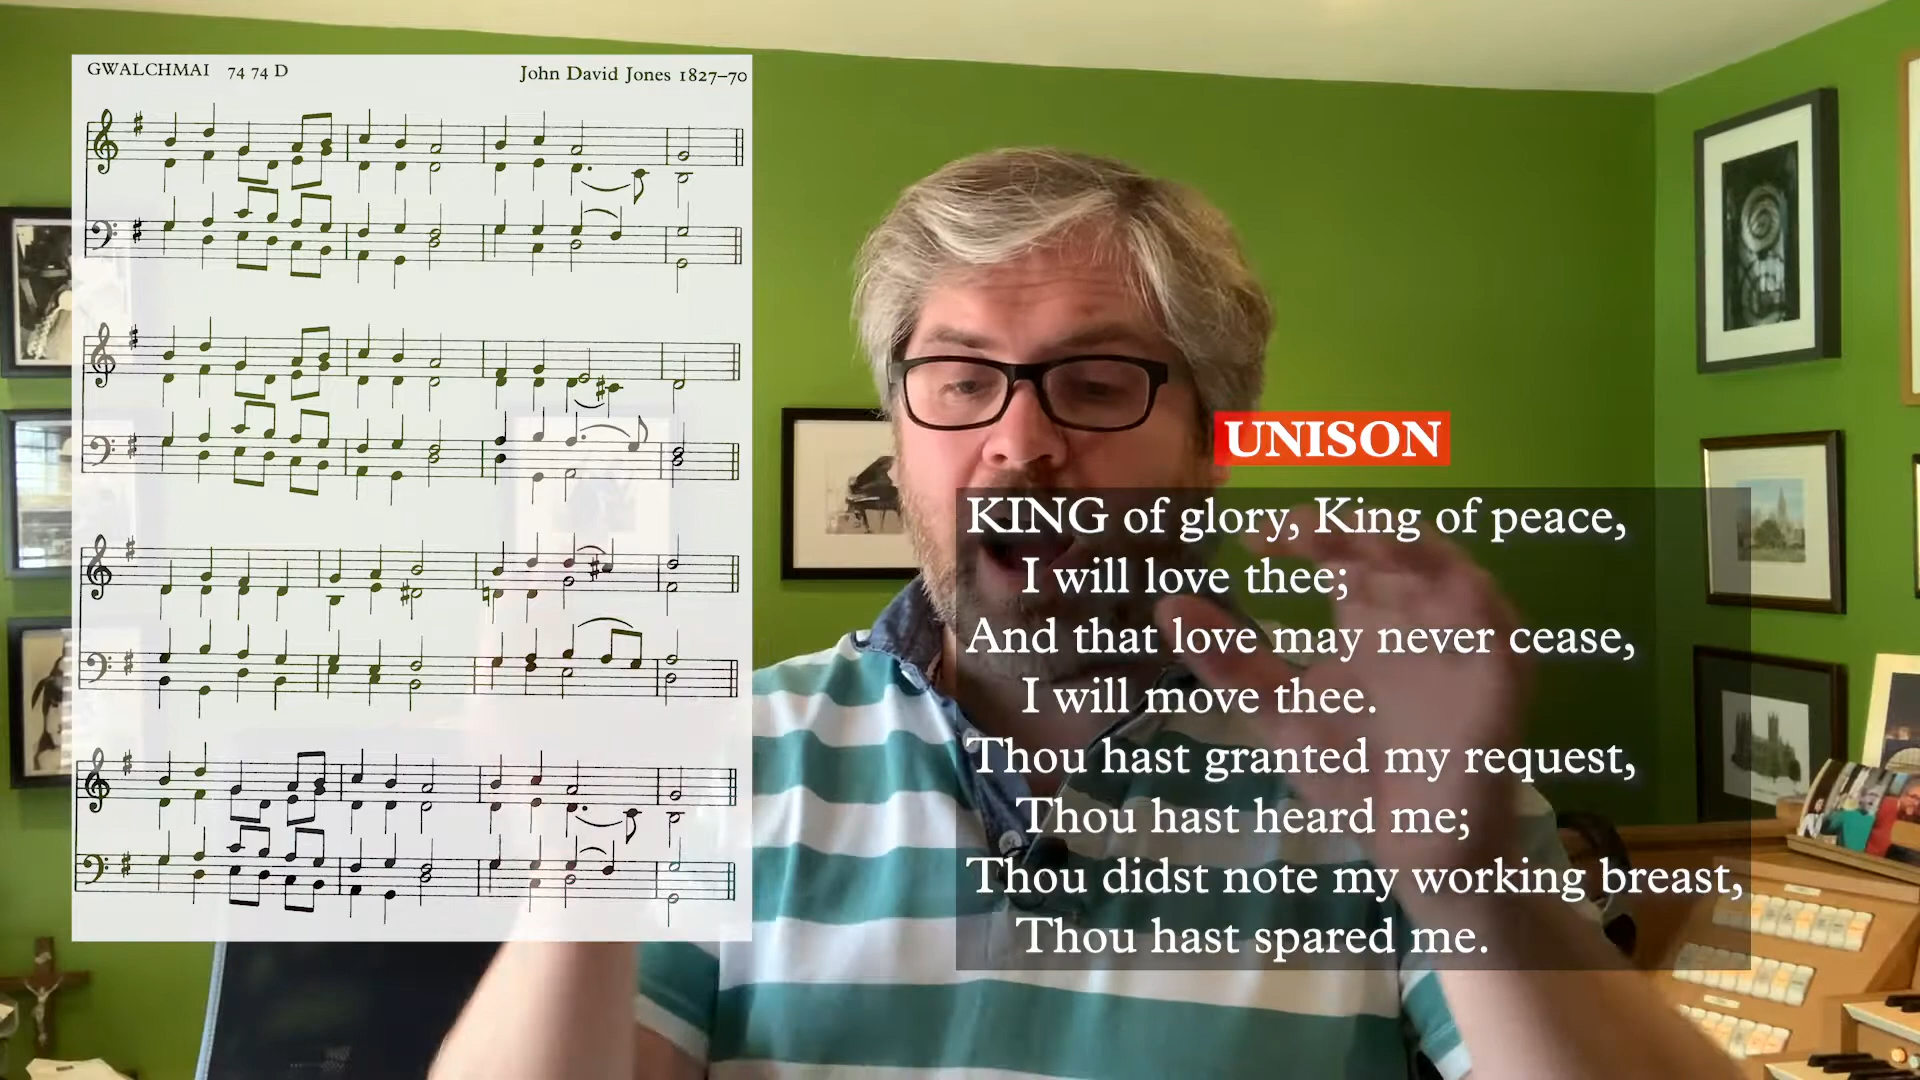 GWALCHMAI 74 74 D
John David Jones 1827–70
UNISON
KING of glory, King of peace,
I will love thee;
And that love may never cease,
I will move thee.
Thou hast granted my request,
Thou hast heard me;
Thou didst note my working breast,
Thou hast spared me.